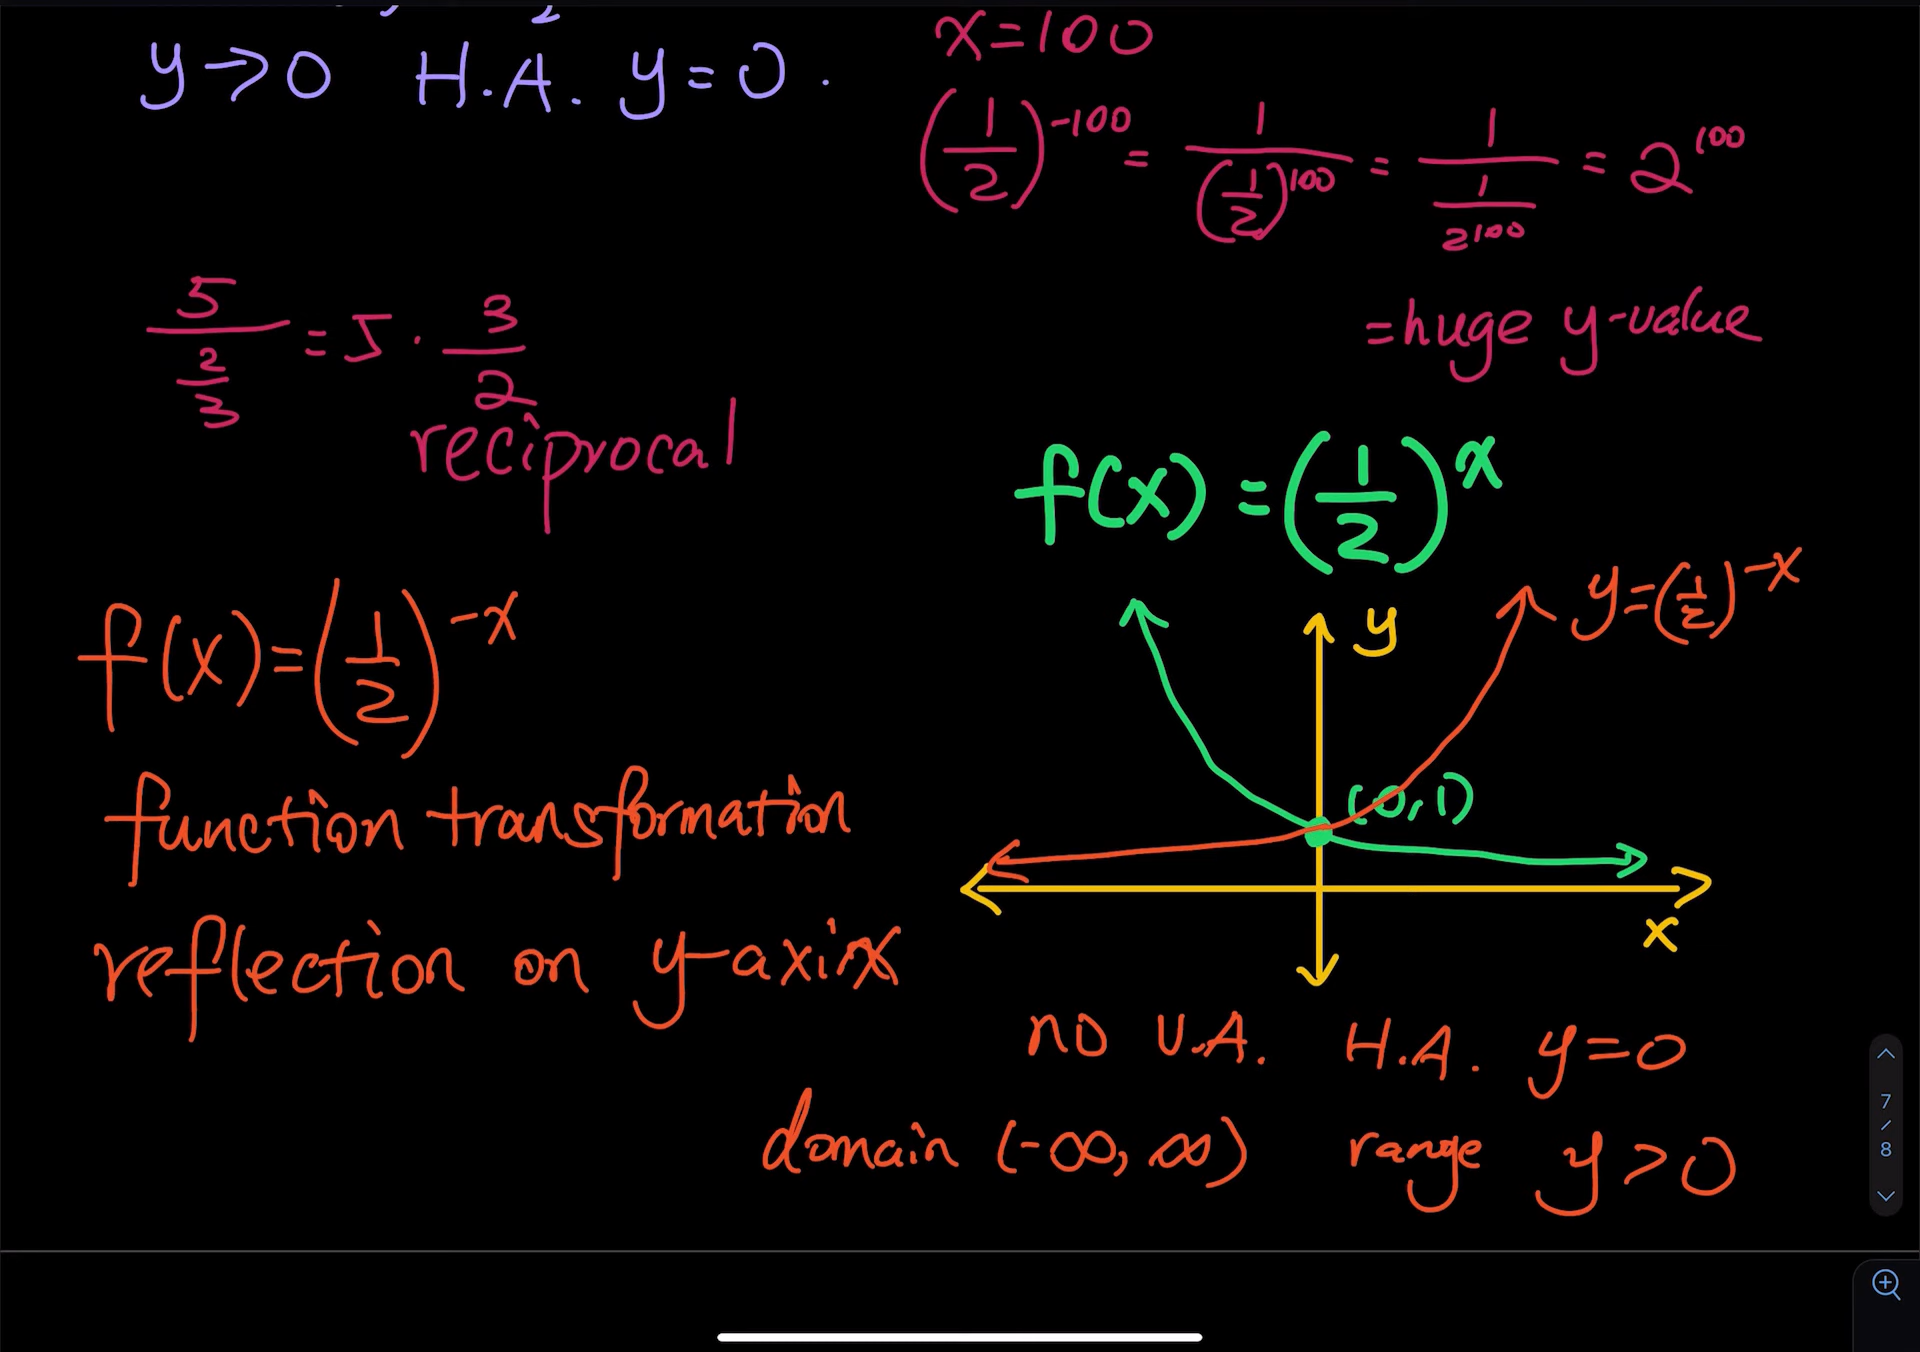 y→0 H.A. y=0.
x=100
(1/2)^-100 = 1/(1/2)^100 = 1/(1/2^100) = 2^100
= huge y-value
5/(2/3) = 5 · 3/2
reciprocal
f(x) = (1/2)^x
f(x) = (1/2)^-x
y=(1/2)^-x
y
(0,1)
x
function transformation
reflection on y-axix
no V.A. H.A. y=0
domain (-∞, ∞) range y>0
7
/
8